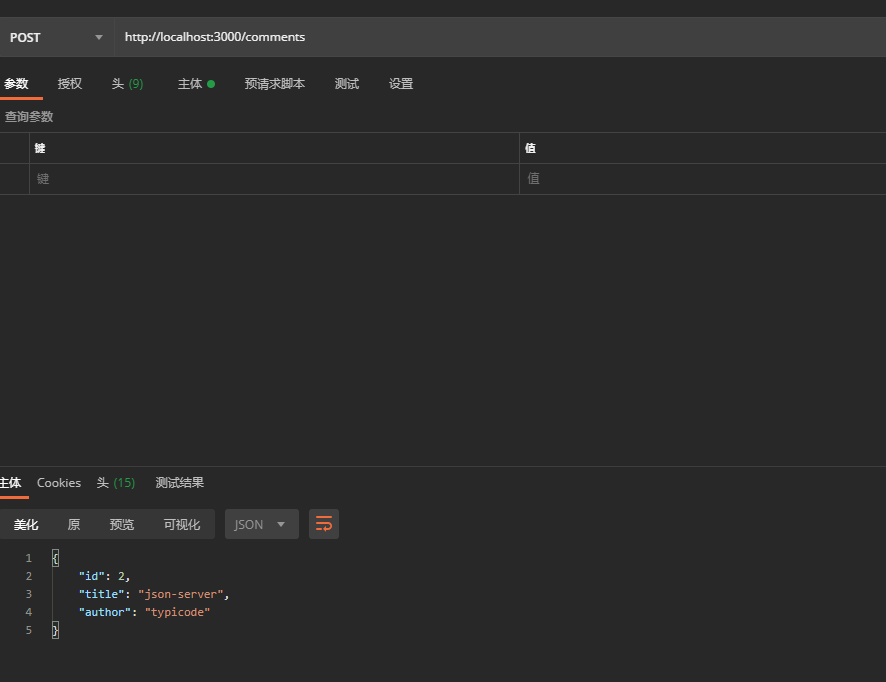 POST http://localhost:3000/comments
参数 授权 头 (9) 主体 预请求脚本 测试 设置
查询参数
键 值
键 值
主体 Cookies 头 (15) 测试结果
美化 原 预览 可视化 JSON
1 {
2 "id": 2,
3 "title": "json-server",
4 "author": "typicode"
5 }